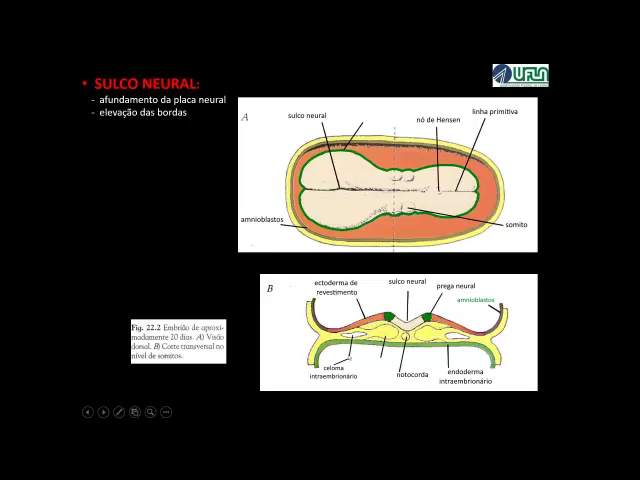 • SULCO NEURAL:
- afundamento da placa neural
- elevação das bordas
UFLA
A
sulco neural
nó de Hensen
linha primitiva
amnioblastos
somito
B
ectoderma de
revestimento
sulco neural
prega neural
amnioblastos
celoma
intraembrionário
notocorda
endoderma
intraembrionário
Fig. 22.2 Embrião de aproxi-
madamente 20 dias. A) Visão
dorsal. B) Corte transversal no
nível de somitos.